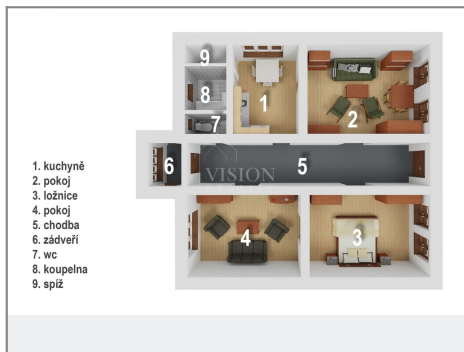 9
8
1
7
2
6
VISION
5
4
3
1. kuchyně
2. pokoj
3. ložnice
4. pokoj
5. chodba
6. zádveří
7. wc
8. koupelna
9. spíž